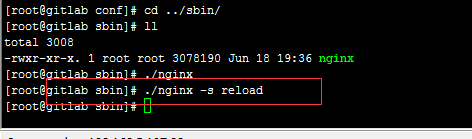 [root@gitlab conf]# cd ../sbin/
[root@gitlab sbin]# ll
total 3008
-rwxr-xr-x. 1 root root 3078190 Jun 18 19:36 nginx
[root@gitlab sbin]# ./nginx
[root@gitlab sbin]# ./nginx -s reload
[root@gitlab sbin]#